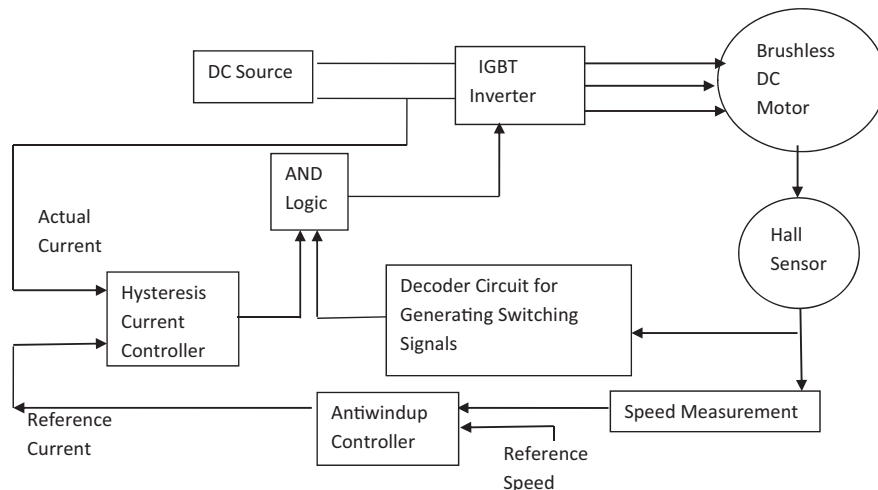 DC Source
IGBT
Inverter
Brushless
DC
Motor
AND
Logic
Actual
Current
Hall
Sensor
Hysteresis
Current
Controller
Decoder Circuit for
Generating Switching
Signals
Reference
Current
Antiwindup
Controller
Speed Measurement
Reference
Speed